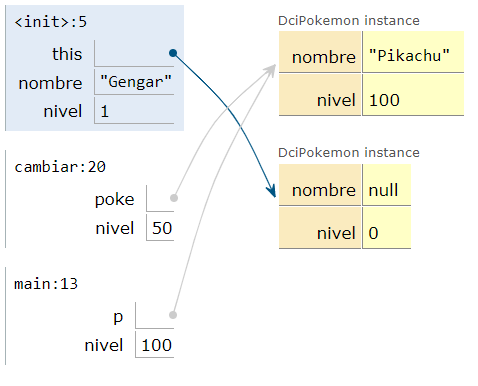 <init>:5
this
nombre "Gengar"
nivel 1
cambiar:20
poke
nivel 50
main:13
p
nivel 100
DciPokemon instance
nombre "Pikachu"
nivel 100
DciPokemon instance
nombre null
nivel 0